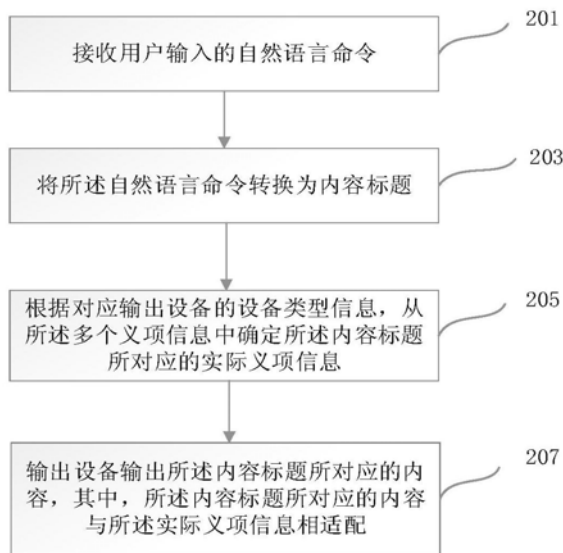 201
接收用户输入的自然语言命令
203
将所述自然语言命令转换为内容标题
205
根据对应输出设备的设备类型信息，从
所述多个义项信息中确定所述内容标题
所对应的实际义项信息
207
输出设备输出所述内容标题所对应的内
容，其中，所述内容标题所对应的内容
与所述实际义项信息相适配